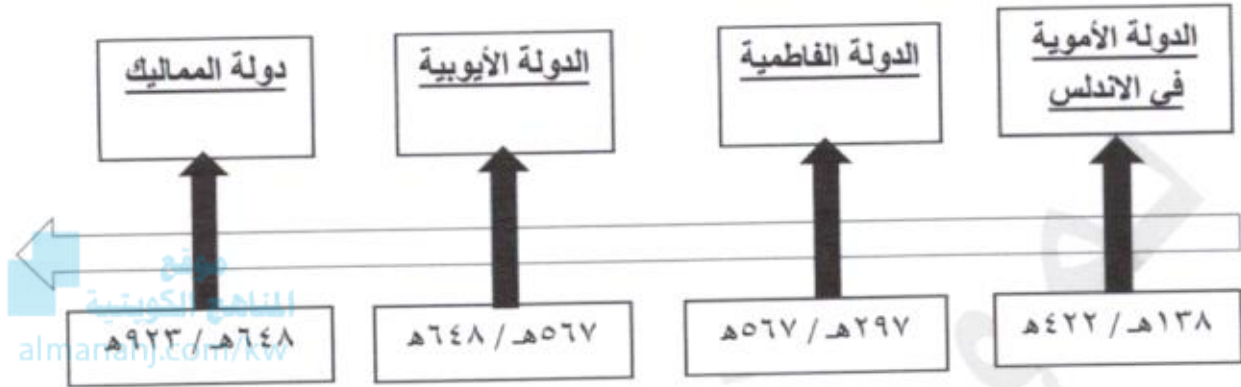 الدولة الأموية
في الاندلس
الدولة الفاطمية
الدولة الأيوبية
دولة المماليك
١٣٨هـ / ٤٢٢هـ
٢٩٧هـ / ٥٦٧هـ
٥٦٧هـ / ٦٤٨هـ
٦٤٨هـ / ٩٢٣هـ
موقع
المناهج الكويتية
almanahj.com/kw